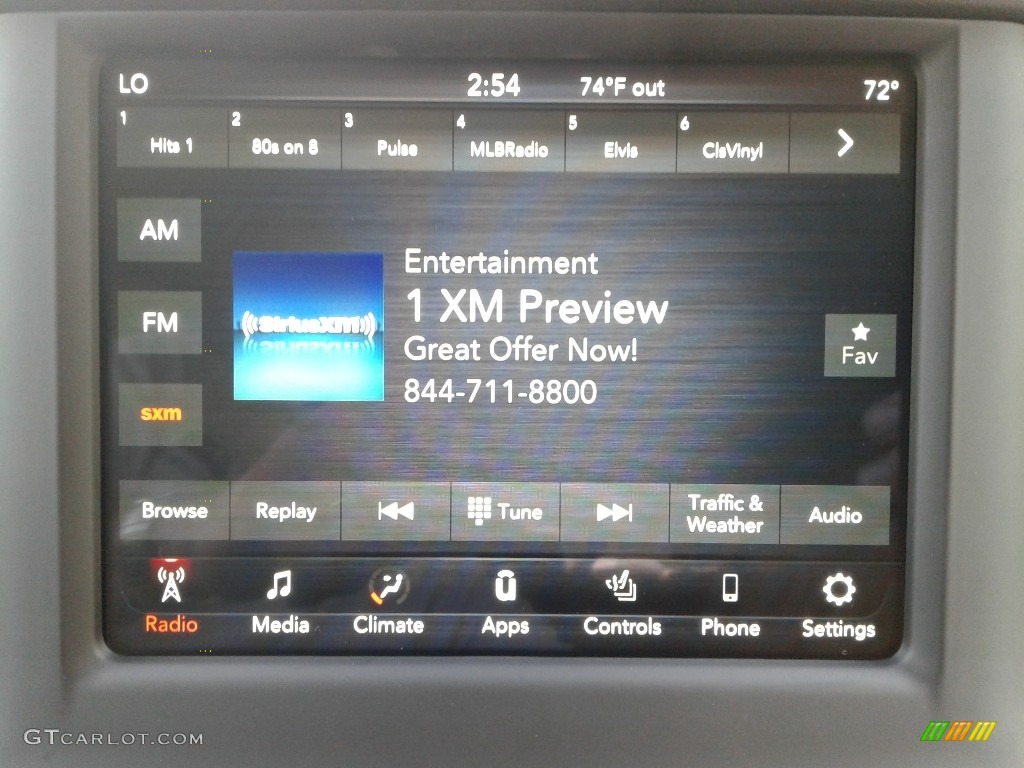 LO 2:54 74°F out 72°
1 Hits 1
2 80s on 8
3 Pulse
4 MLBRadio
5 Elvis
6 ClsVinyl
AM
FM
sxm
((SiriusXM))
Entertainment
1 XM Preview
Great Offer Now!
844-711-8800
Fav
Browse Replay Tune Traffic & Weather Audio
Radio Media Climate Apps Controls Phone Settings
GTCARLOT.COM